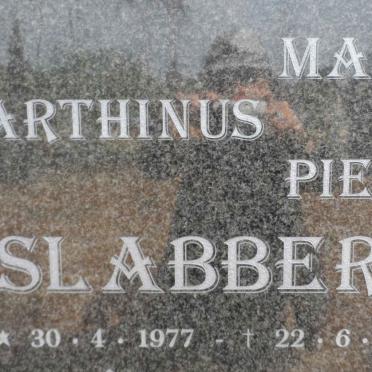 MA
ARTHINUS
PIE
SLABBER
★ 30 · 4 · 1977 - † 22 · 6 ·